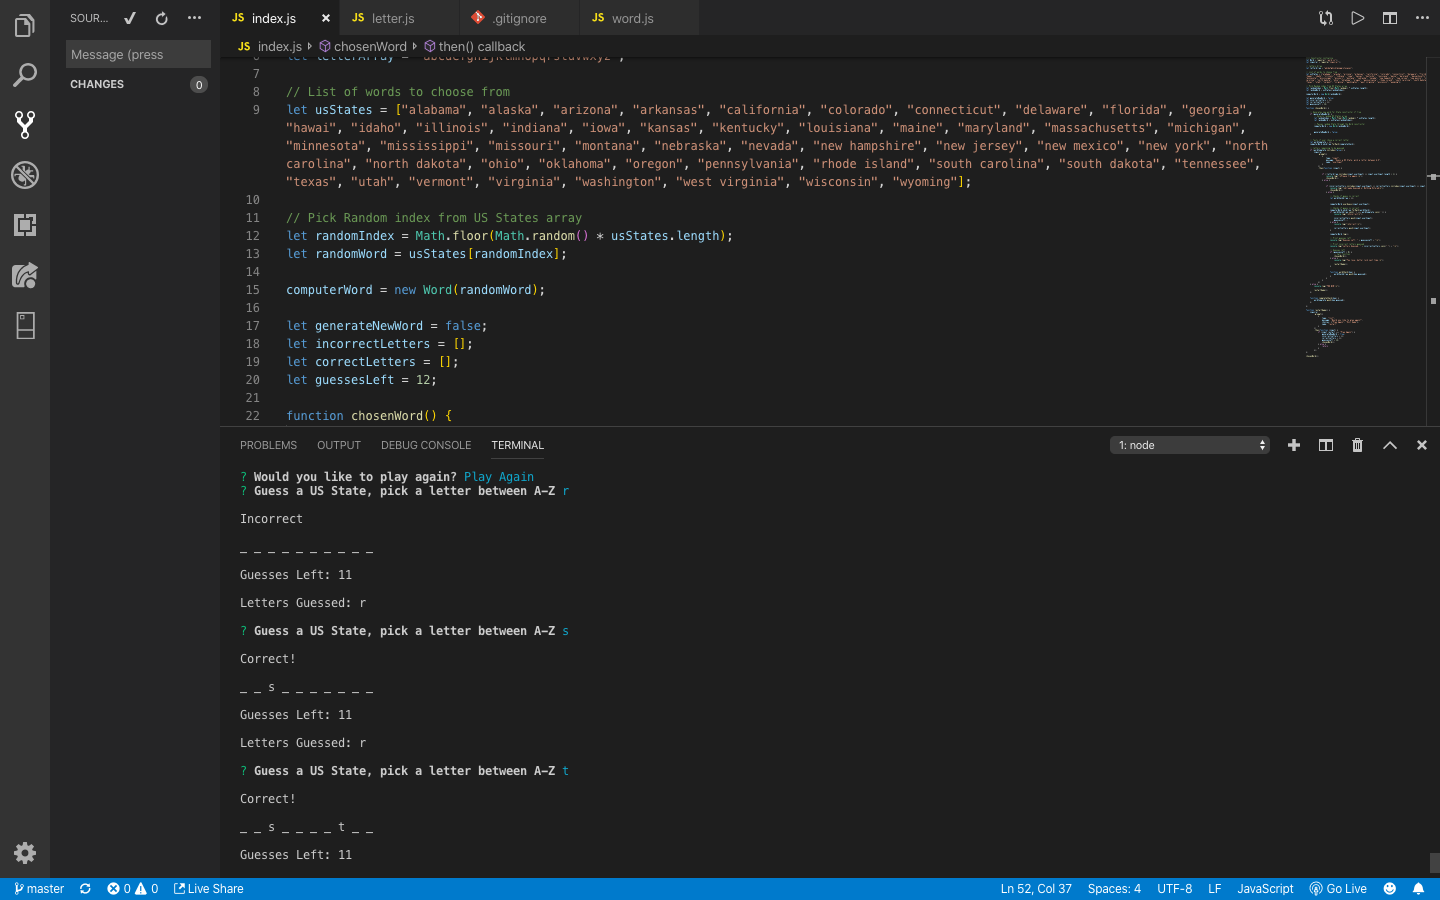 SOUR...
index.js
letter.js
.gitignore
word.js
Message (press
index.js
chosenWord
then() callback
CHANGES
0
7
8 // List of words to choose from
9 let usStates = ["alabama", "alaska", "arizona", "arkansas", "california", "colorado", "connecticut", "delaware", "florida", "georgia",
"hawai", "idaho", "illinois", "indiana", "iowa", "kansas", "kentucky", "louisiana", "maine", "maryland", "massachusetts", "michigan",
"minnesota", "mississippi", "missouri", "montana", "nebraska", "nevada", "new hampshire", "new jersey", "new mexico", "new york", "north
carolina", "north dakota", "ohio", "oklahoma", "oregon", "pennsylvania", "rhode island", "south carolina", "south dakota", "tennessee",
"texas", "utah", "vermont", "virginia", "washington", "west virginia", "wisconsin", "wyoming"];
10
11 // Pick Random index from US States array
12 let randomIndex = Math.floor(Math.random() * usStates.length);
13 let randomWord = usStates[randomIndex];
14
15 computerWord = new Word(randomWord);
16
17 let generateNewWord = false;
18 let incorrectLetters = [];
19 let correctLetters = [];
20 let guessesLeft = 12;
21
22 function chosenWord() {
PROBLEMS OUTPUT DEBUG CONSOLE TERMINAL 1: node
? Would you like to play again? Play Again
? Guess a US State, pick a letter between A-Z r
Incorrect
_ _ _ _ _ _ _ _ _ _
Guesses Left: 11
Letters Guessed: r
? Guess a US State, pick a letter between A-Z s
Correct!
_ _ s _ _ _ _ _ _ _
Guesses Left: 11
Letters Guessed: r
? Guess a US State, pick a letter between A-Z t
Correct!
_ _ s _ _ _ _ t _ _
Guesses Left: 11
master 0 0 Live Share Ln 52, Col 37 Spaces: 4 UTF-8 LF JavaScript Go Live